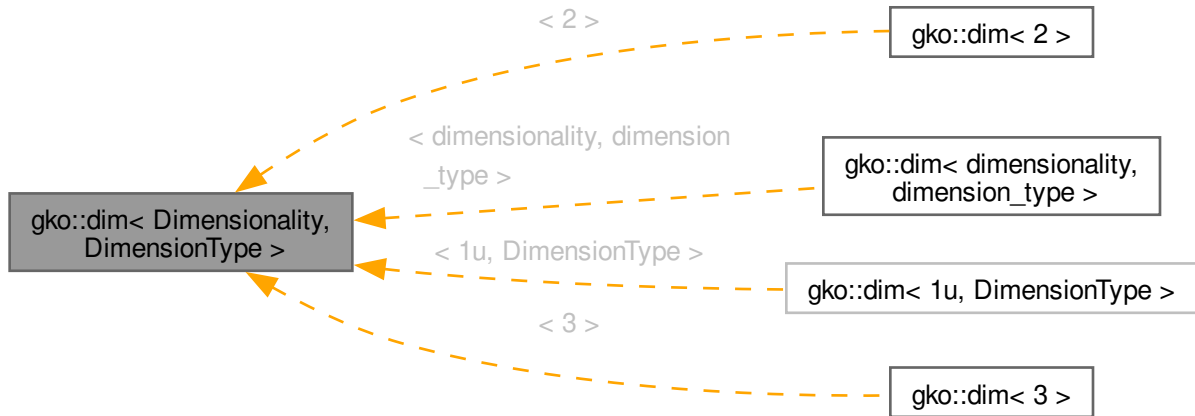 < 2 >
gko::dim< 2 >
< dimensionality, dimension
_type >
gko::dim< dimensionality,
dimension_type >
gko::dim< Dimensionality,
DimensionType >
< 1u, DimensionType >
gko::dim< 1u, DimensionType >
< 3 >
gko::dim< 3 >